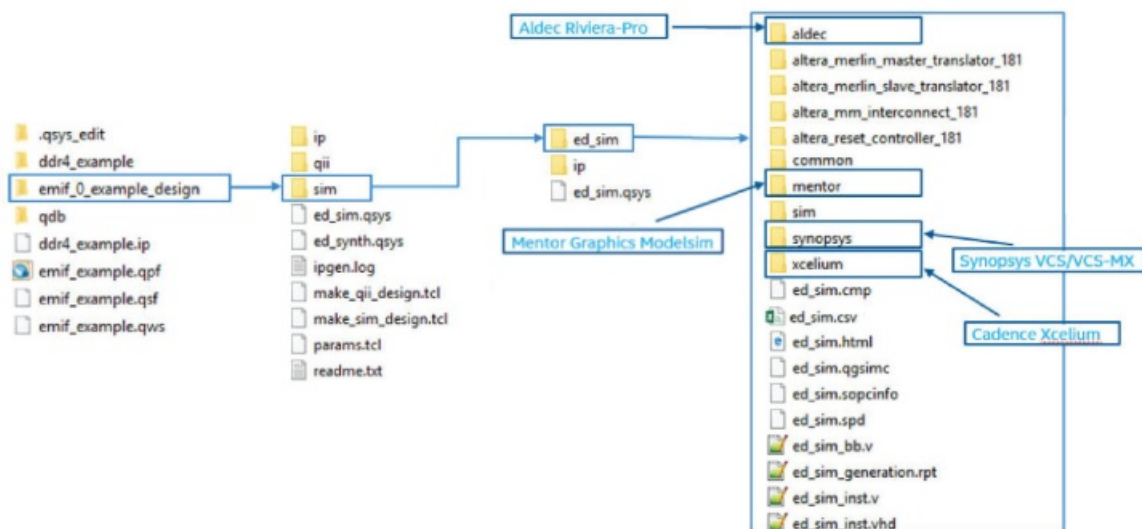 .qsys_edit
ddr4_example
emif_0_example_design
qdb
ddr4_example.ip
emif_example.qpf
emif_example.qsf
emif_example.qws
ip
qii
sim
ed_sim.qsys
ed_synth.qsys
ipgen.log
make_qii_design.tcl
make_sim_design.tcl
params.tcl
readme.txt
ed_sim
ip
ed_sim.qsys
Aldec Riviera-Pro
Mentor Graphics Modelsim
aldec
altera_merlin_master_translator_181
altera_merlin_slave_translator_181
altera_mm_interconnect_181
altera_reset_controller_181
common
mentor
sim
synopsys
xcelium
ed_sim.cmp
ed_sim.csv
ed_sim.html
ed_sim.qgsimc
ed_sim.sopcinfo
ed_sim.spd
ed_sim_bb.v
ed_sim_generation.rpt
ed_sim_inst.v
ed_sim_inst.vhd
Synopsys VCS/VCS-MX
Cadence Xcelium